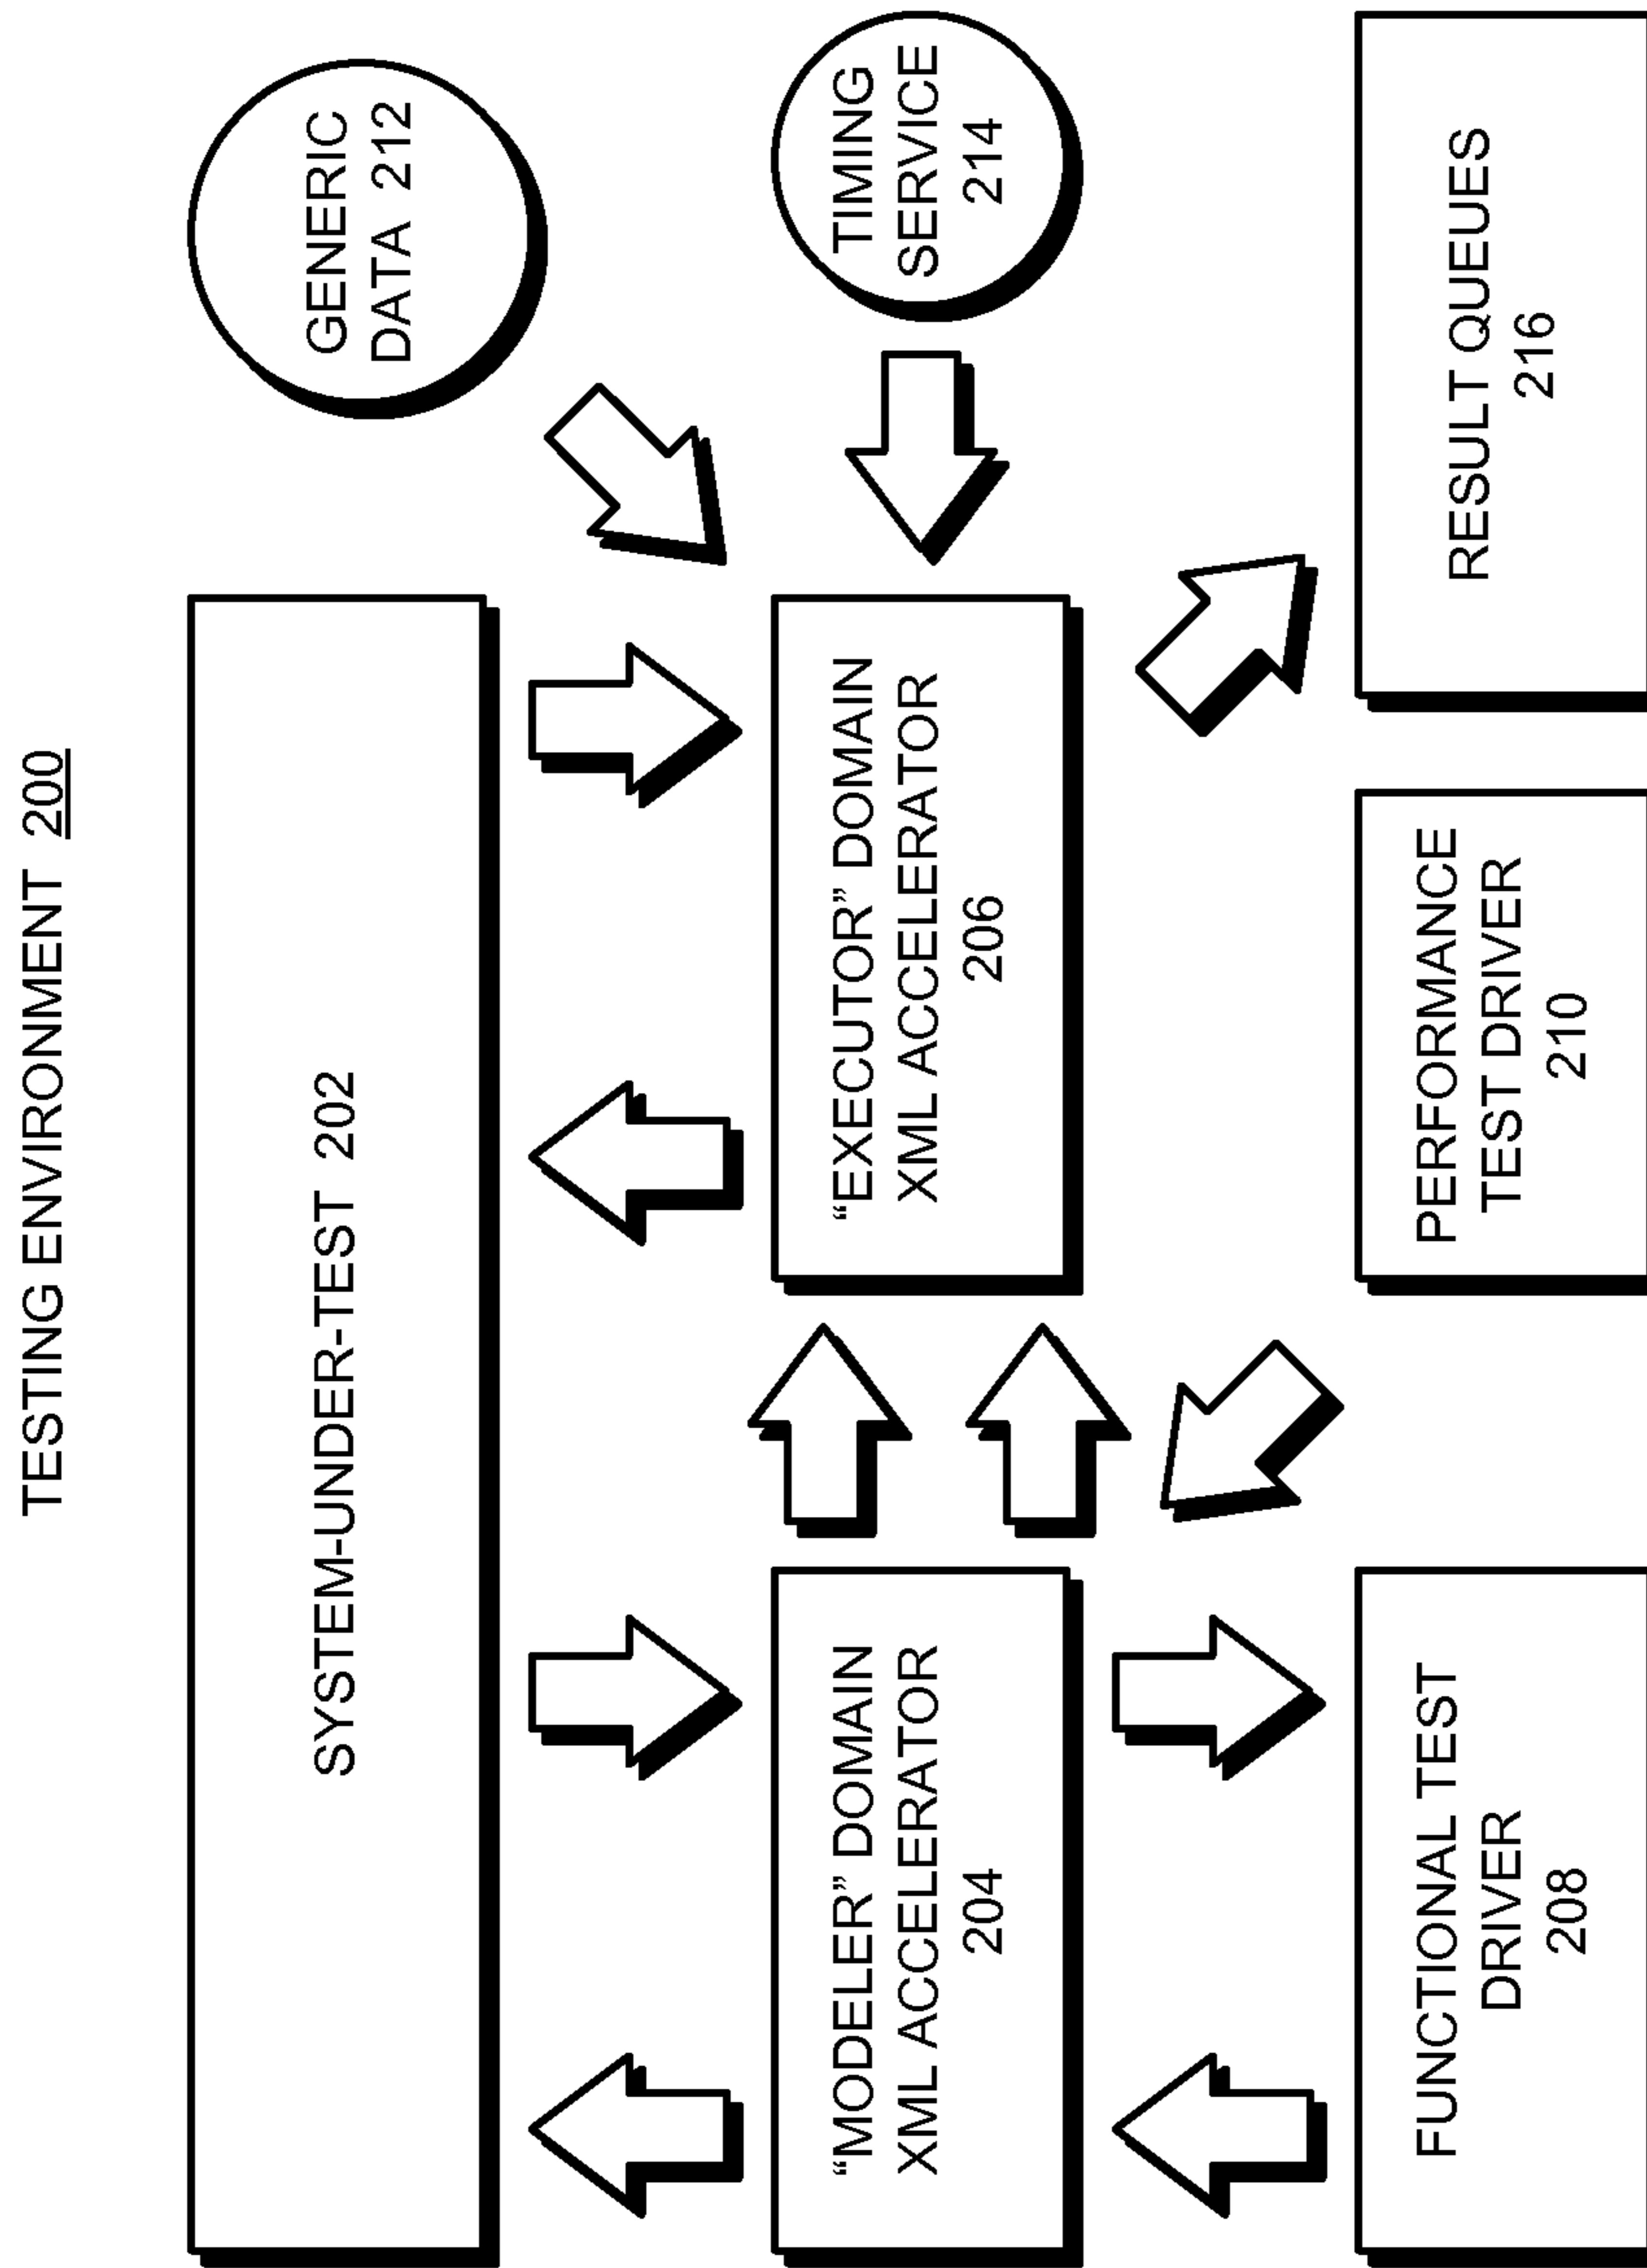 TESTING ENVIRONMENT 200
SYSTEM-UNDER-TEST 202
GENERIC
DATA 212
“MODELER” DOMAIN
XML ACCELERATOR
204
“EXECUTOR” DOMAIN
XML ACCELERATOR
206
TIMING
SERVICE
214
FUNCTIONAL TEST
DRIVER
208
PERFORMANCE
TEST DRIVER
210
RESULT QUEUES
216